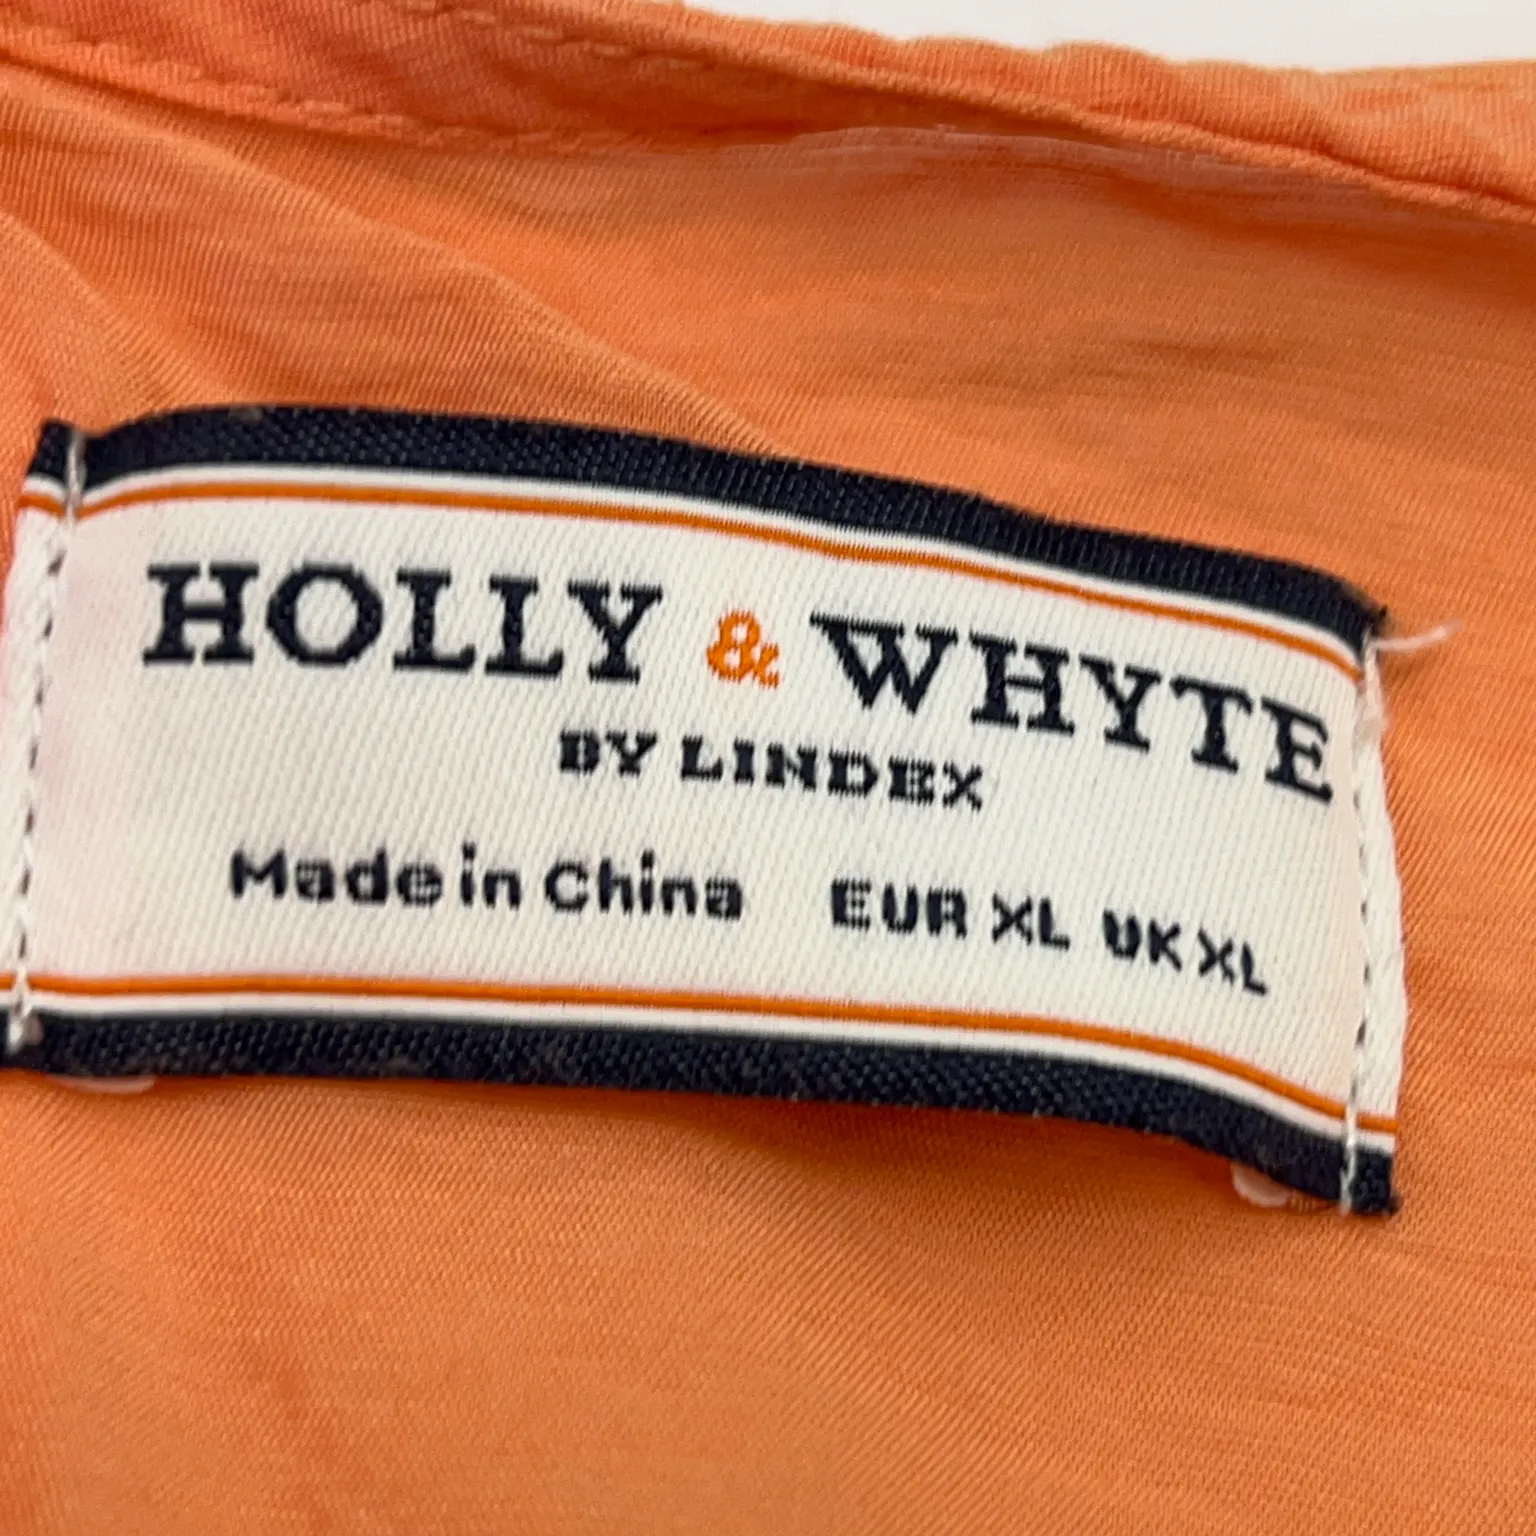 HOLLY & WHYTE
BY LINDEX
Made in China EUR XL UK XL